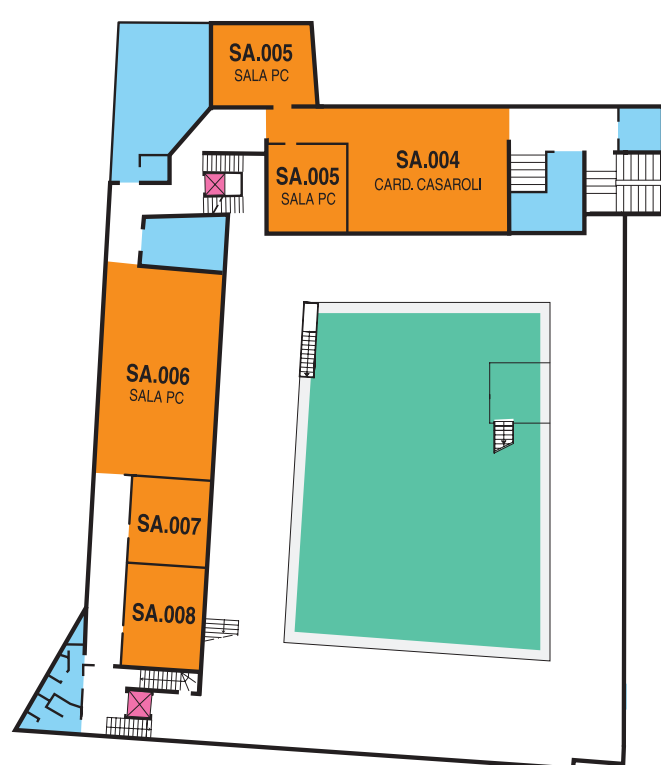 SA.005
SALA PC
SA.004
CARD. CASAROLI
SA.005
SALA PC
SA.006
SALA PC
SA.007
SA.008